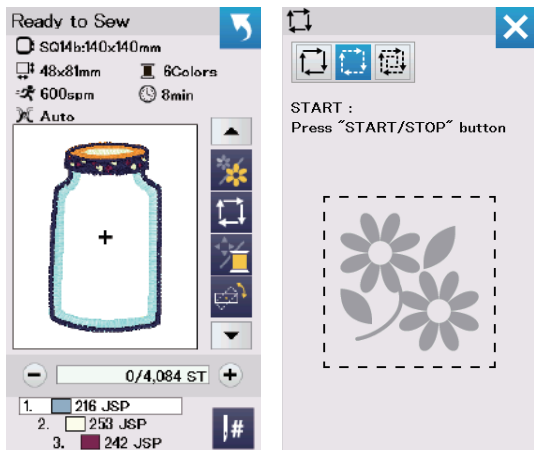 Ready to Sew
SQ14b:140x140mm
48x81mm 6Colors
600spm 8min
Auto
0/4,084 ST
1. 216 JSP
2. 253 JSP
3. 242 JSP
#
START :
Press "START/STOP" button